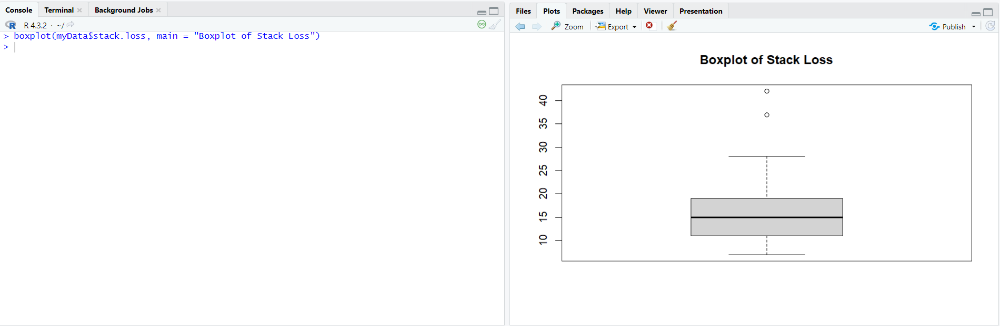 Console Terminal Background Jobs
R R 4.3.2 · ~/
> boxplot(myData$stack.loss, main = "Boxplot of Stack Loss")
>
Files Plots Packages Help Viewer Presentation
Zoom Export Publish
Boxplot of Stack Loss
40
35
30
25
20
15
10